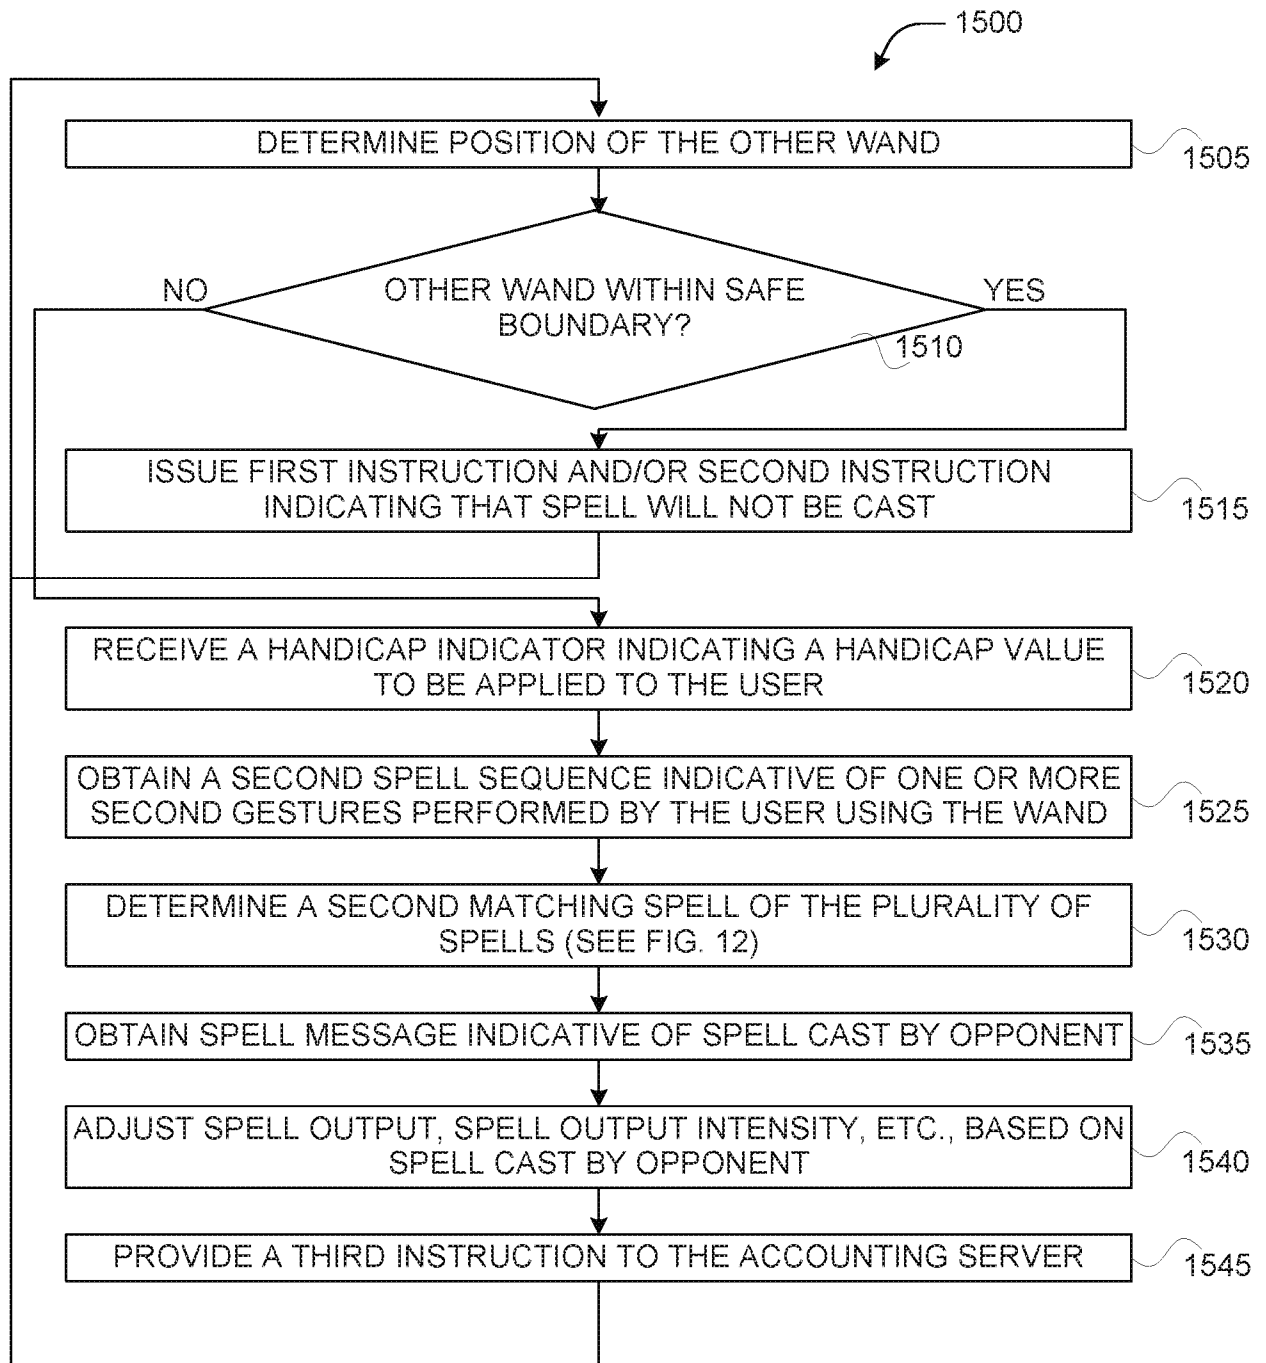 1500
DETERMINE POSITION OF THE OTHER WAND
1505
NO
OTHER WAND WITHIN SAFE
BOUNDARY?
YES
1510
ISSUE FIRST INSTRUCTION AND/OR SECOND INSTRUCTION
INDICATING THAT SPELL WILL NOT BE CAST
1515
RECEIVE A HANDICAP INDICATOR INDICATING A HANDICAP VALUE
TO BE APPLIED TO THE USER
1520
OBTAIN A SECOND SPELL SEQUENCE INDICATIVE OF ONE OR MORE
SECOND GESTURES PERFORMED BY THE USER USING THE WAND
1525
DETERMINE A SECOND MATCHING SPELL OF THE PLURALITY OF
SPELLS (SEE FIG. 12)
1530
OBTAIN SPELL MESSAGE INDICATIVE OF SPELL CAST BY OPPONENT
1535
ADJUST SPELL OUTPUT, SPELL OUTPUT INTENSITY, ETC., BASED ON
SPELL CAST BY OPPONENT
1540
PROVIDE A THIRD INSTRUCTION TO THE ACCOUNTING SERVER
1545